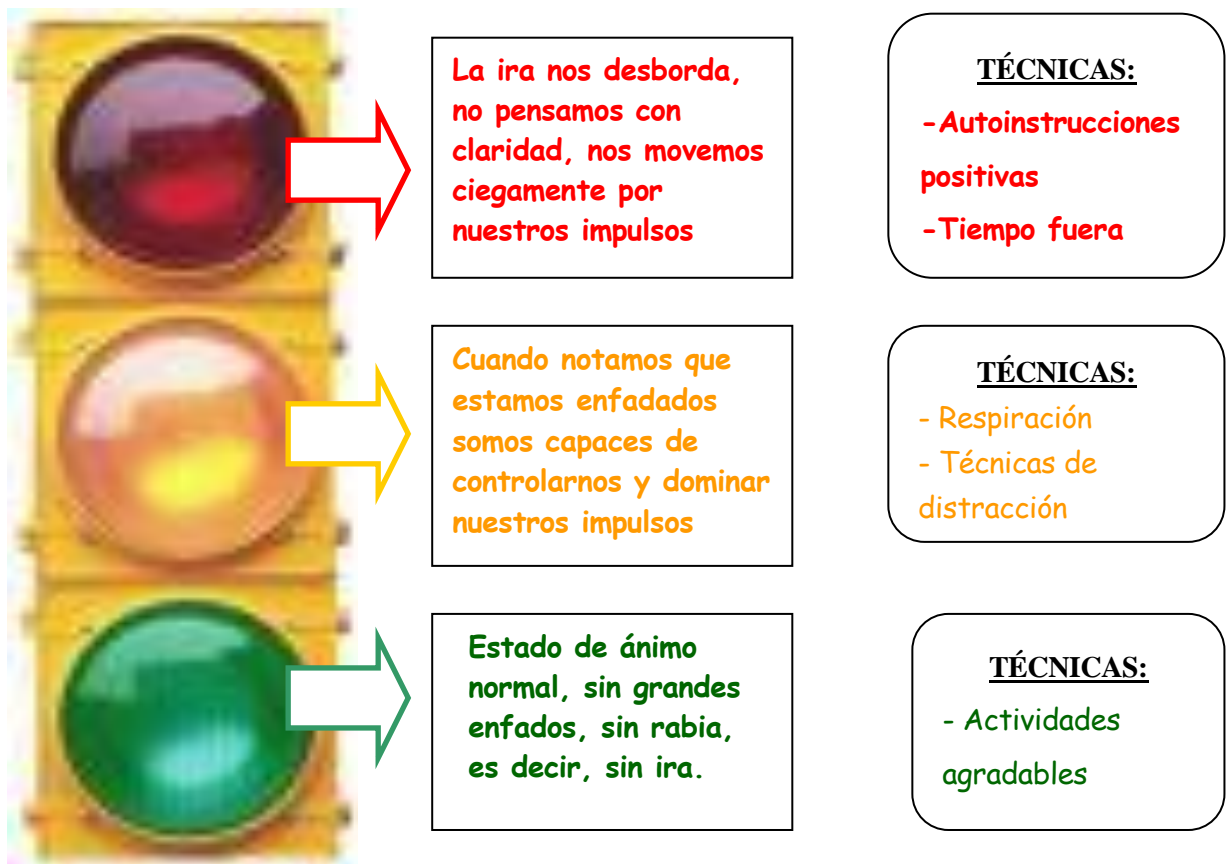 La ira nos desborda,
no pensamos con
claridad, nos movemos
ciegamente por
nuestros impulsos
TÉCNICAS:
-Autoinstrucciones
positivas
-Tiempo fuera
Cuando notamos que
estamos enfadados
somos capaces de
controlarnos y dominar
nuestros impulsos
TÉCNICAS:
- Respiración
- Técnicas de
distracción
Estado de ánimo
normal, sin grandes
enfados, sin rabia,
es decir, sin ira.
TÉCNICAS:
- Actividades
agradables